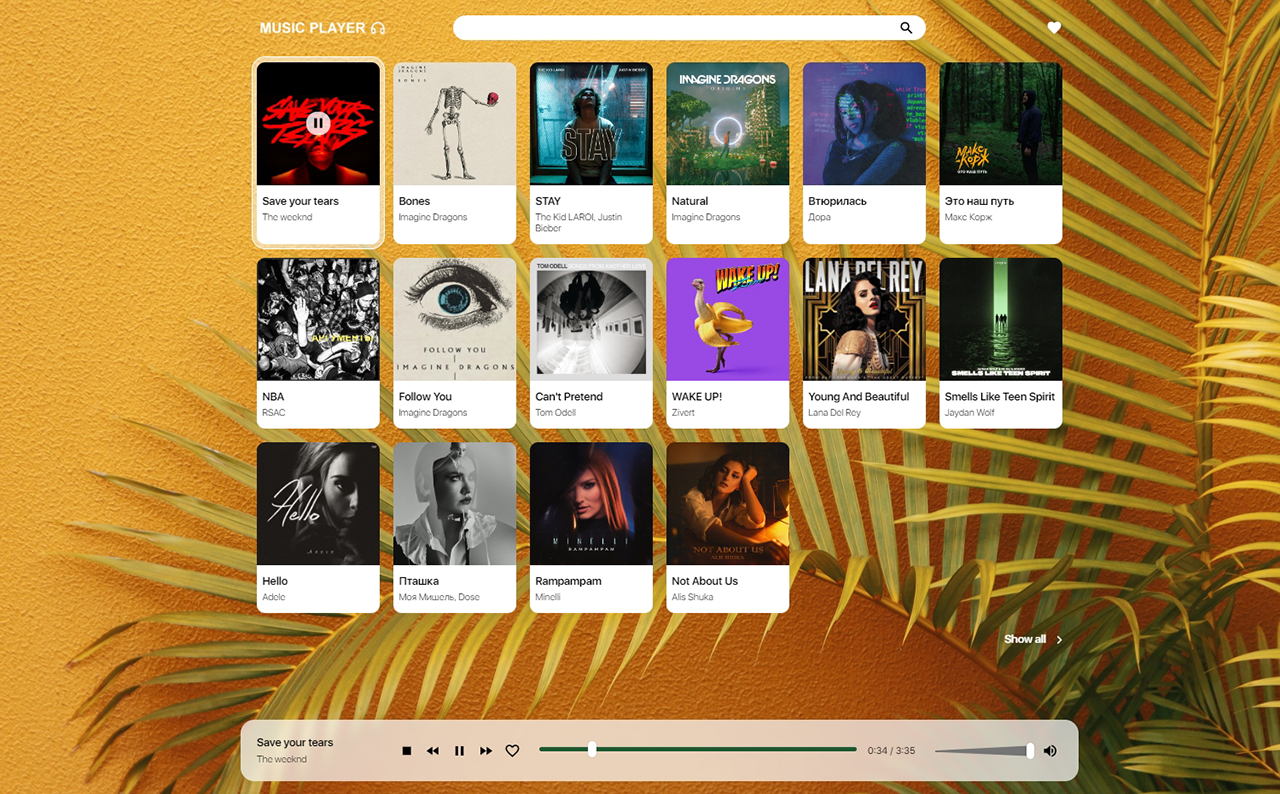 MUSIC PLAYER
SAVE YOUR TEARS
IMAGINE DRAGONS
BONES
THE KID LAROI JUSTIN BIEBER
STAY
IMAGINE DRAGONS
ORIGINS
Макс
Корж
ЭТО НАШ ПУТЬ
Save your tears
The weeknd
Bones
Imagine Dragons
STAY
The Kid LAROI, Justin
Bieber
Natural
Imagine Dragons
Втюрилась
Дора
Это наш путь
Макс Корж
FOLLOW YOU
IMAGINE DRAGONS
TOM ODELL
WAKE UP!
LANA DEL REY
SMELLS LIKE TEEN SPIRIT
NBA
RSAC
Follow You
Imagine Dragons
Can't Pretend
Tom Odell
WAKE UP!
Zivert
Young And Beautiful
Lana Del Rey
Smells Like Teen Spirit
Jaydan Wolf
Hello
Adele
MINELLI
RAMPAMPAM
NOT ABOUT US
ALIS SHUKA
Hello
Adele
Пташка
Моя Мишель, Dose
Rampampam
Minelli
Not About Us
Alis Shuka
Show all
Save your tears
The weeknd
0:34 / 3:35